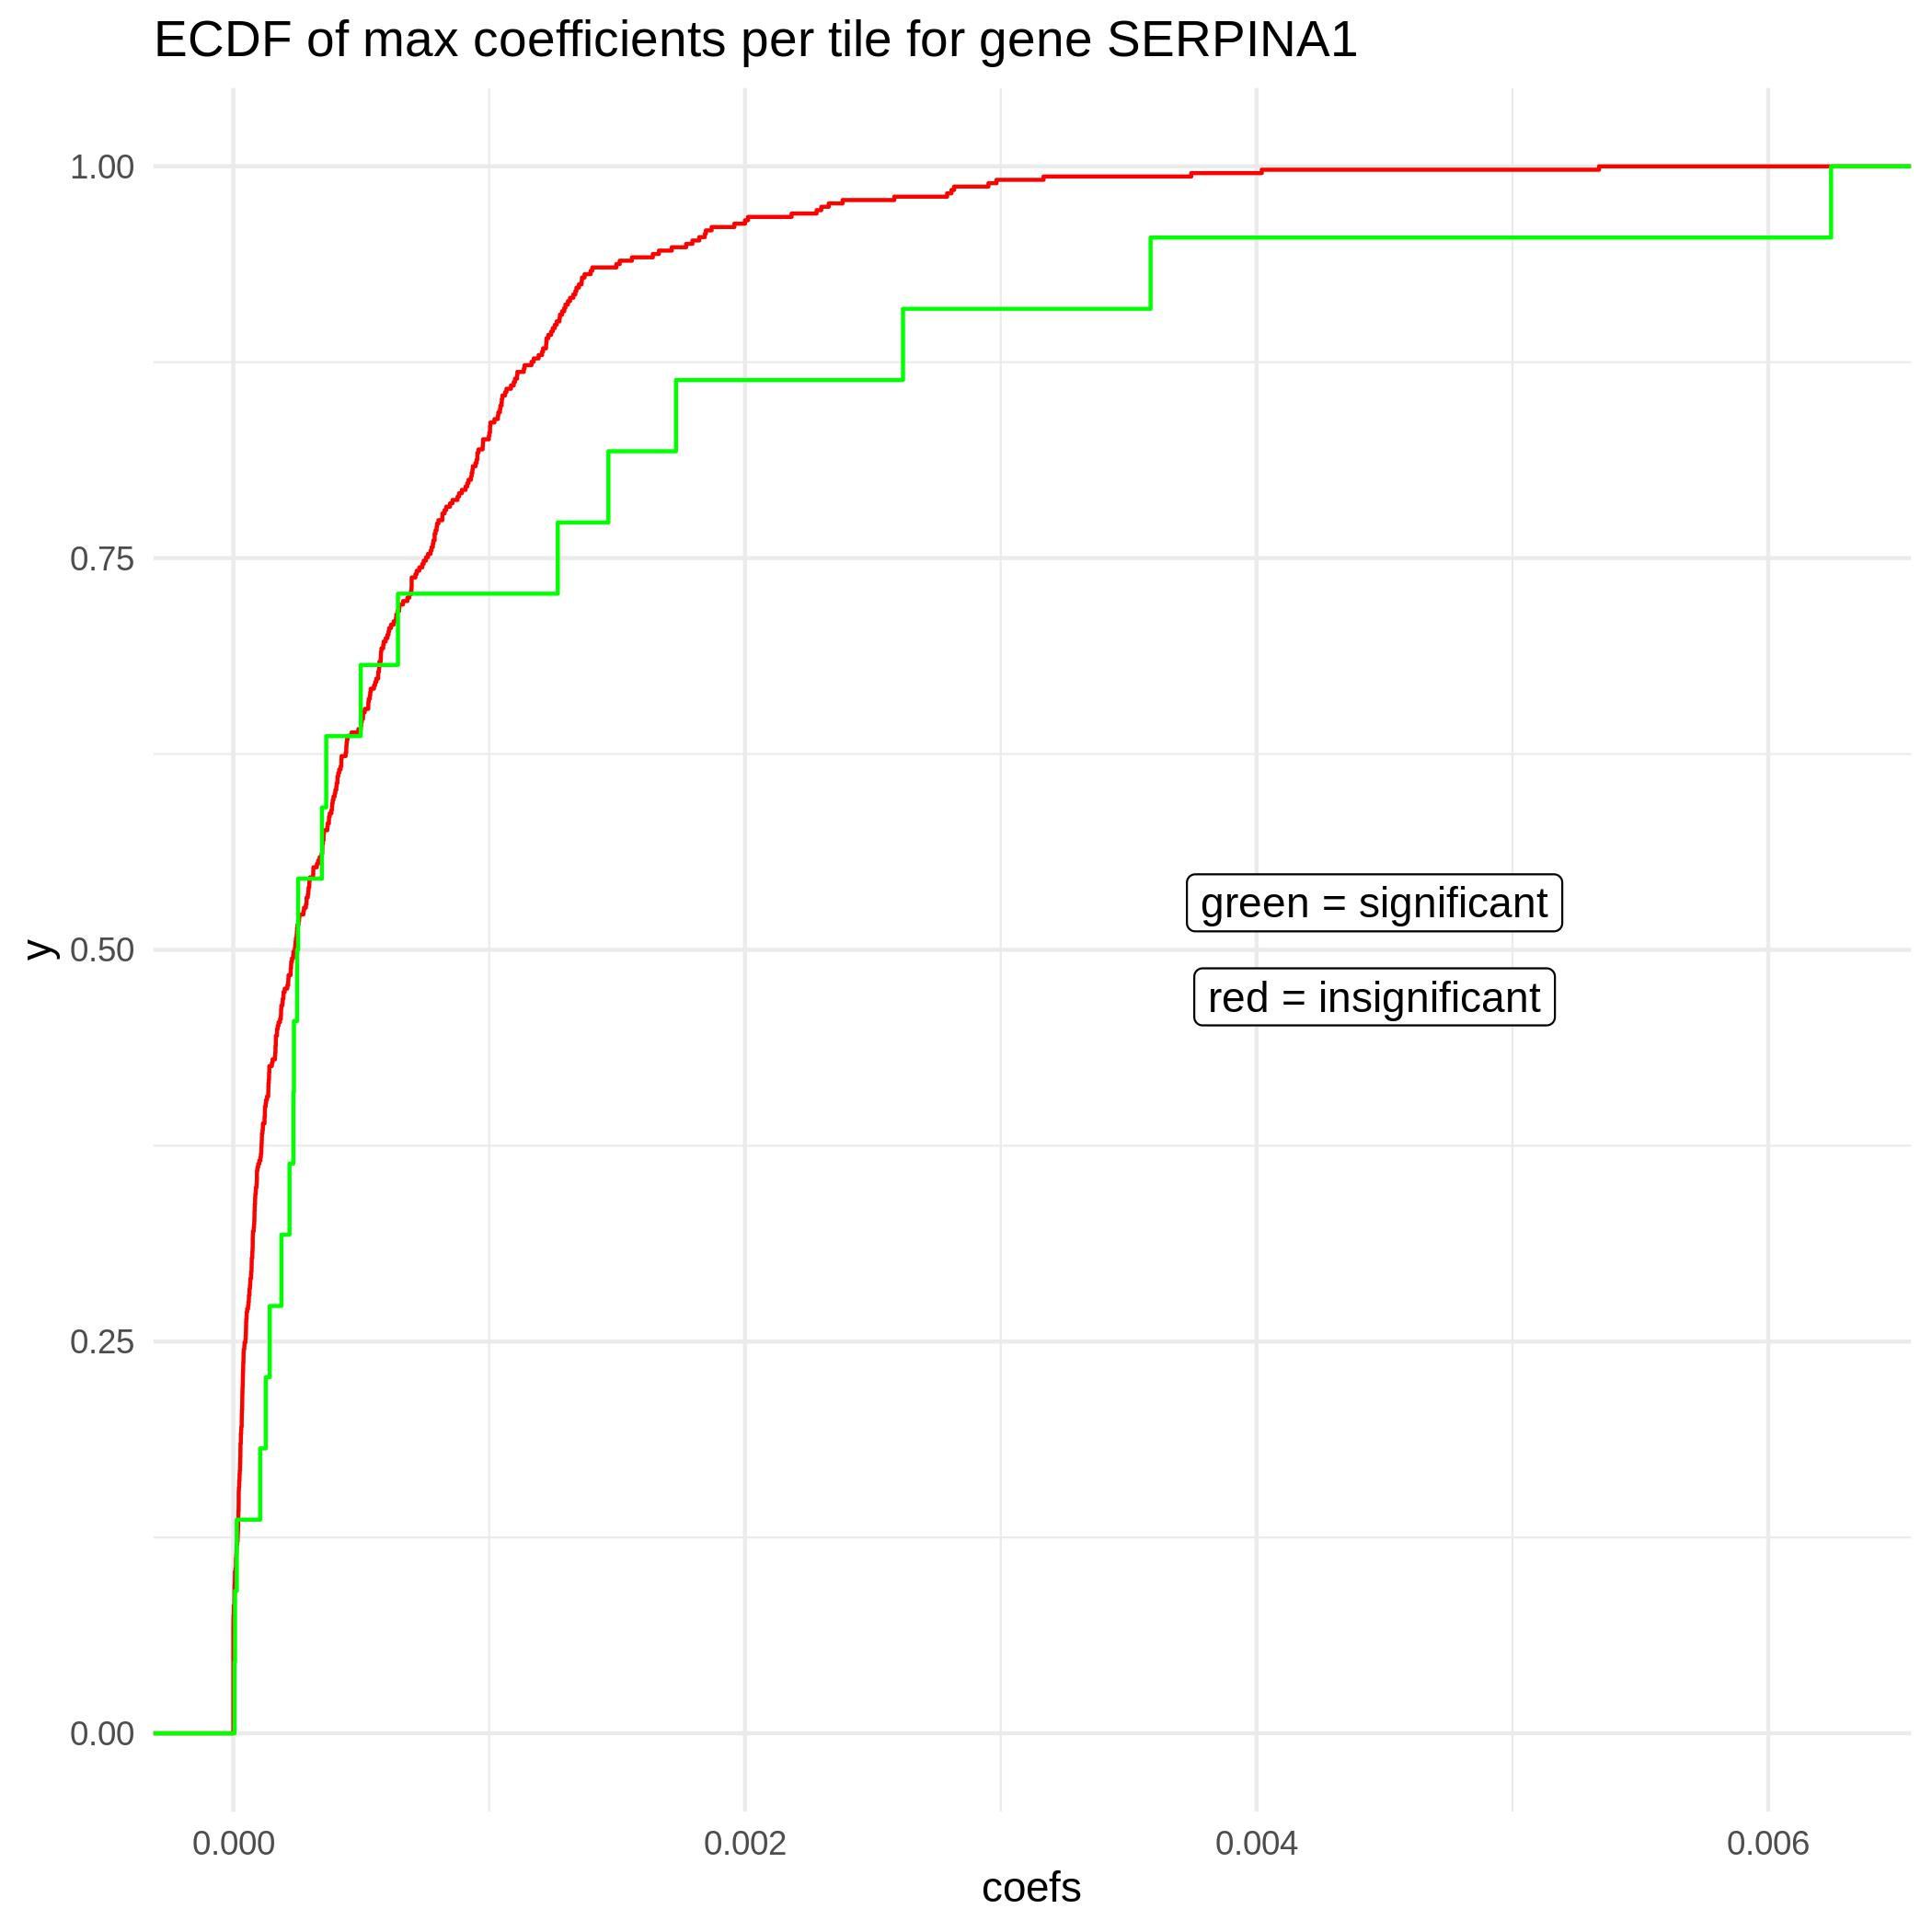 ECDF of max coefficients per tile for gene SERPINA1
1.00
0.75
0.50
0.25
0.00
y
green = significant
red = insignificant
0.000 0.002 0.004 0.006
coefs